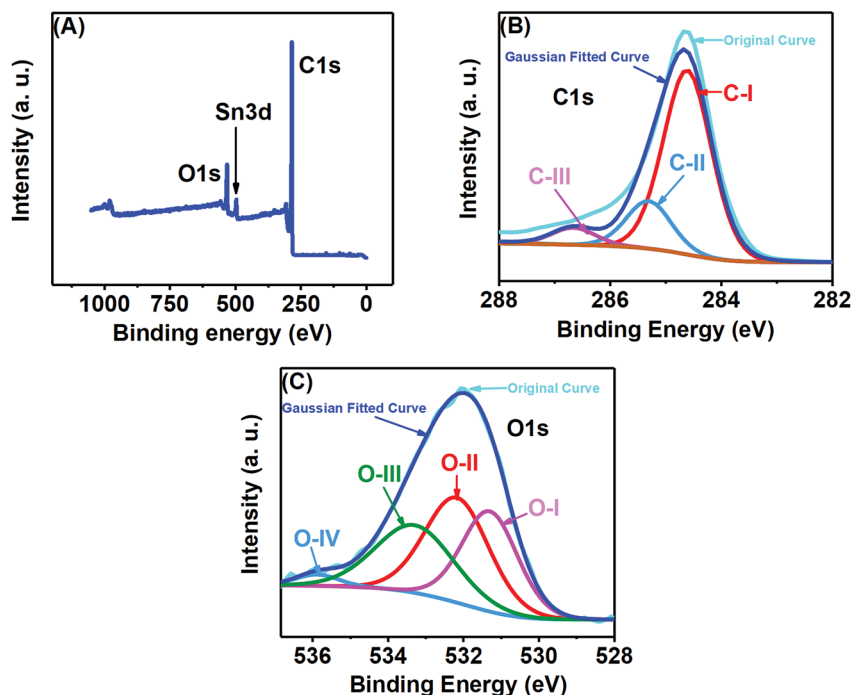 (A)
C1s
Sn3d
O1s
Intensity (a. u.)
1000 750 500 250 0
Binding energy (eV)
(B)
Original Curve
Gaussian Fitted Curve
C1s
C-I
C-II
C-III
Intensity (a. u.)
288 286 284 282
Binding Energy (eV)
(C)
Original Curve
Gaussian Fitted Curve
O1s
O-II
O-III
O-I
O-IV
Intensity (a. u.)
536 534 532 530 528
Binding Energy (eV)